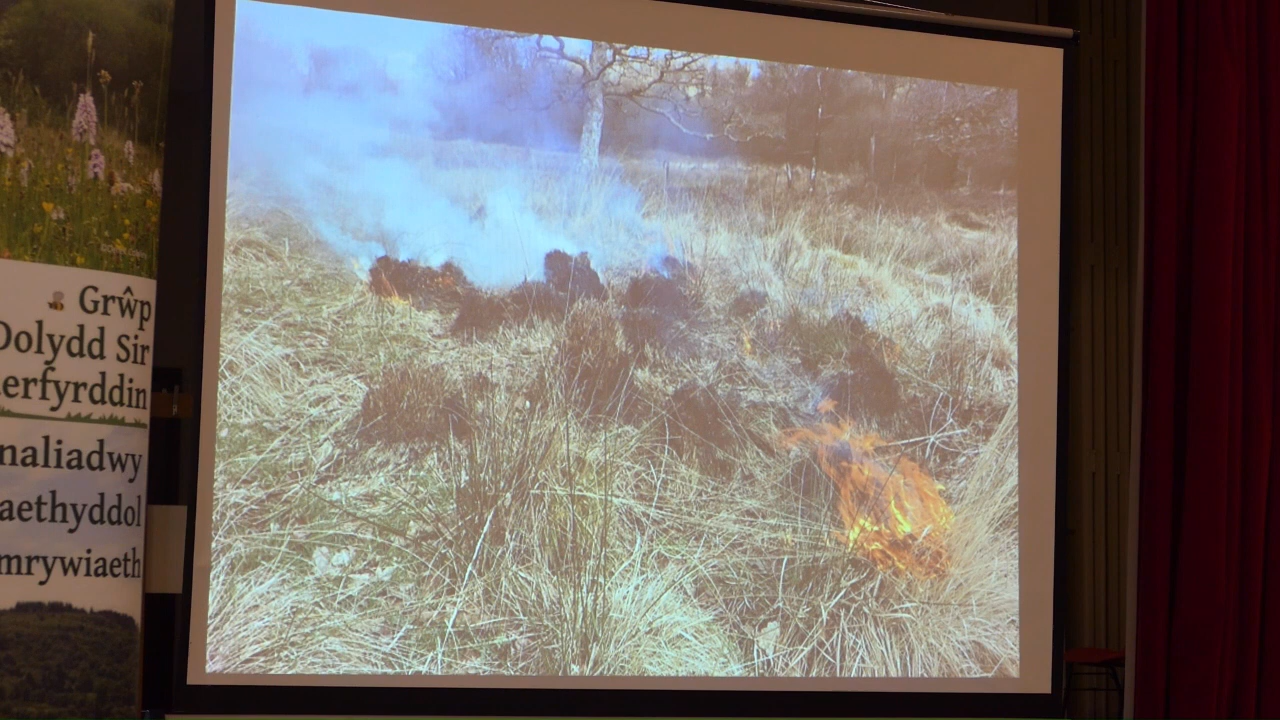 Grŵp
Dolydd Sir
erfyrddin
naliadwy
aethyddol
mrywiaeth